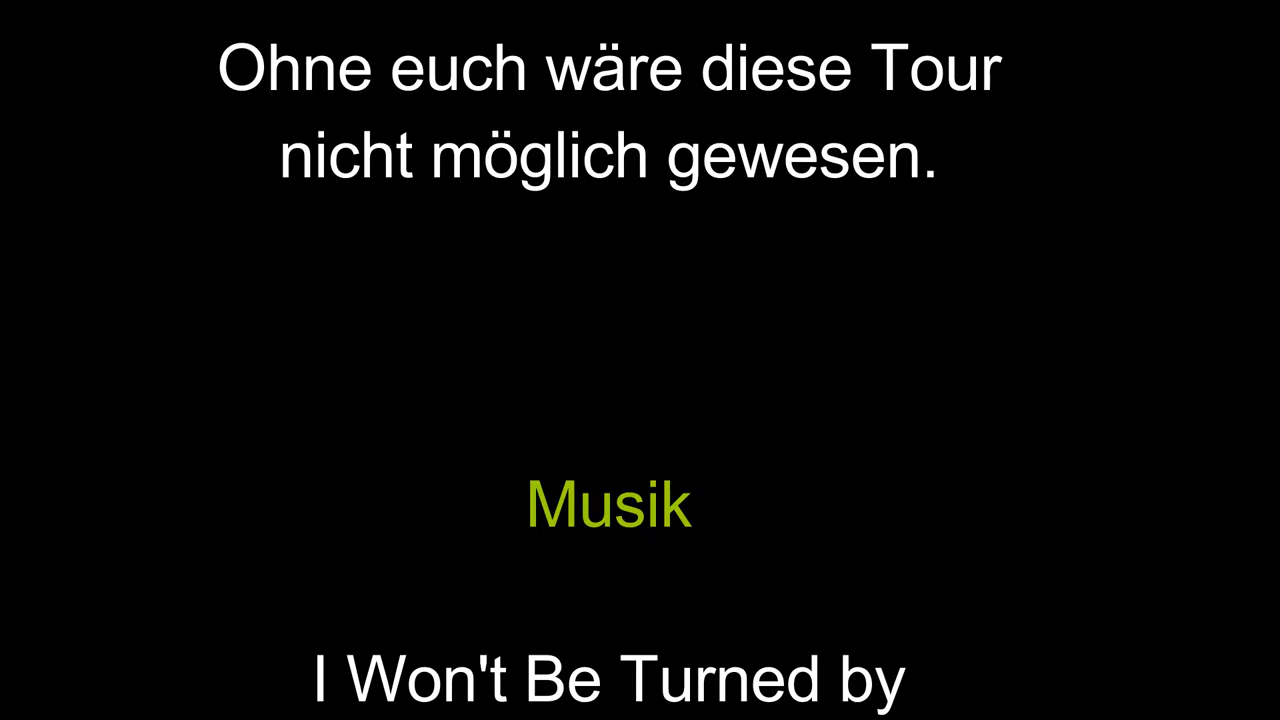 Ohne euch wäre diese Tour
nicht möglich gewesen.
Musik
I Won't Be Turned by